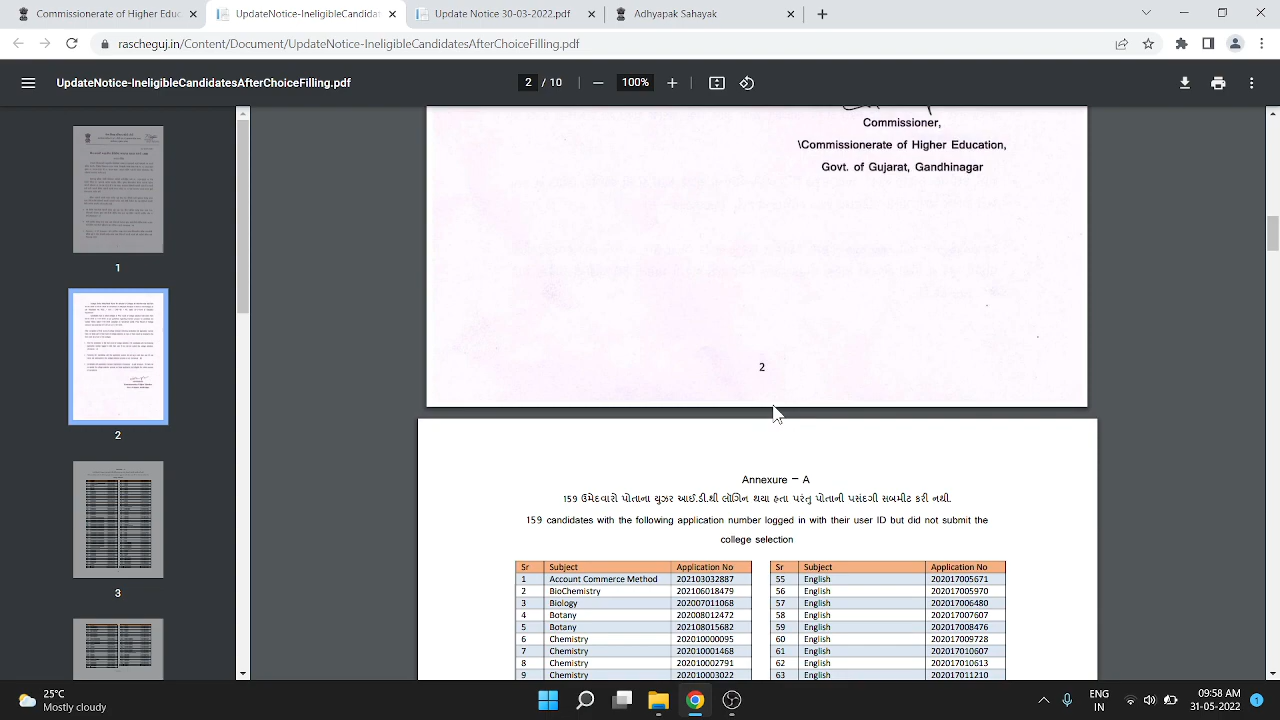 Commissionerate of Higher Educ
UpdateNotice-IneligibleCandidat
Update Notice 30-03-2022.pdf
Adhyapak Sahayak
rascheguj.in/Content/Document/UpdateNotice-IneligibleCandidatesAfterChoiceFilling.pdf
UpdateNotice-IneligibleCandidatesAfterChoiceFilling.pdf
2 / 10
100%
1
2
3
Commissioner,
\Commissionerate of Higher Education,
Govt. of Gujarat, Gandhinagar
2
Annexure – A
159 ઉમેદવારો પોતાના યુઝર આઈ.ડી.થી લોગિન થયા હતા પરંતુ પોતાની પસંદગી સબમીટ કરી નથી.
159 candidates with the following application number logged in with their user ID but did not submit the
college selection
Sr Subject Application No Sr Subject Application No
1 Account Commerce Method 202103032887 55 English 202017005671
2 BioChemistry 202106018479 56 English 202017005970
3 Biology 202007011068 57 English 202017006480
4 Botany 202008012472 58 English 202017007607
5 Botany 202108015682 59 English 202017008476
6 Chemistry 202010000095 60 English 202017009728
7 Chemistry 202010001468 61 English 202017010607
8 Chemistry 202010002791 62 English 202017010613
9 Chemistry 202010003022 63 English 202017011210
25°C
Mostly cloudy
ENG
IN
09:58 AM
31-05-2022
1